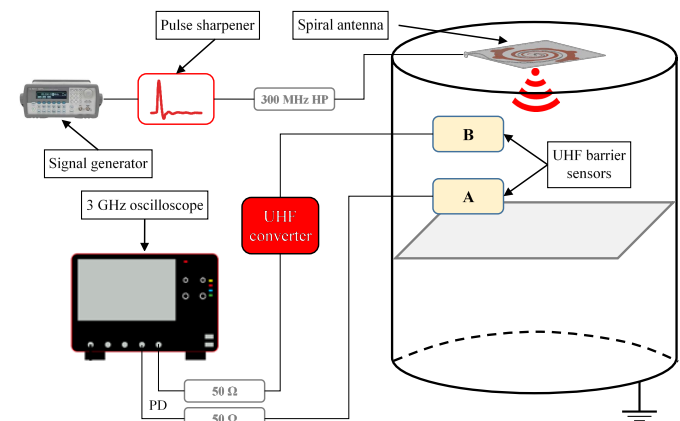 Pulse sharpener
Spiral antenna
300 MHz HP
Signal generator
B
UHF barrier
sensors
A
3 GHz oscilloscope
UHF
converter
50 Ω
PD
50 Ω